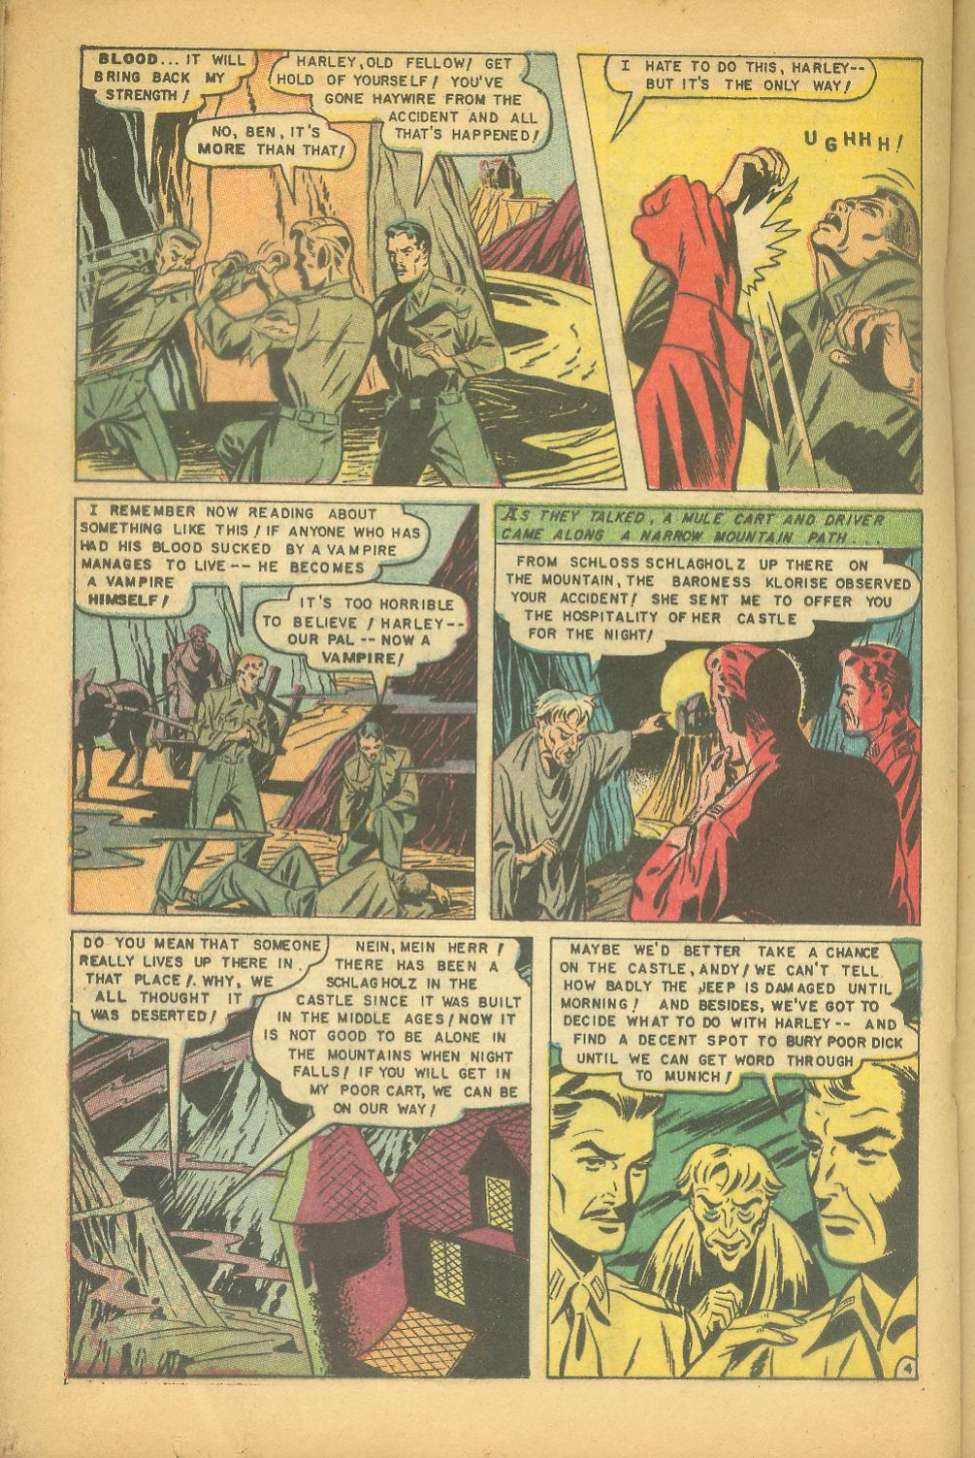 BLOOD... IT WILL
BRING BACK MY
STRENGTH!
NO, BEN, IT'S
MORE THAN THAT!
HARLEY, OLD FELLOW! GET
HOLD OF YOURSELF! YOU'VE
GONE HAYWIRE FROM THE
ACCIDENT AND ALL
THAT'S HAPPENED!
I HATE TO DO THIS, HARLEY--
BUT IT'S THE ONLY WAY!
UGHHH!
I REMEMBER NOW READING ABOUT
SOMETHING LIKE THIS! IF ANYONE WHO HAS
HAD HIS BLOOD SUCKED BY A VAMPIRE
MANAGES TO LIVE-- HE BECOMES
A VAMPIRE
HIMSELF!
IT'S TOO HORRIBLE
TO BELIEVE! HARLEY--
OUR PAL -- NOW A
VAMPIRE!
AS THEY TALKED, A MULE CART AND DRIVER
CAME ALONG A NARROW MOUNTAIN PATH...
FROM SCHLOSS SCHLAGHOLZ UP THERE ON
THE MOUNTAIN, THE BARONESS KLORISE OBSERVED
YOUR ACCIDENT! SHE SENT ME TO OFFER YOU
THE HOSPITALITY OF HER CASTLE
FOR THE NIGHT!
DO YOU MEAN THAT SOMEONE
REALLY LIVES UP THERE IN
THAT PLACE! WHY, WE
ALL THOUGHT IT
WAS DESERTED!
NEIN, MEIN HERR!
THERE HAS BEEN A
SCHLAGHOLZ IN THE
CASTLE SINCE IT WAS BUILT
IN THE MIDDLE AGES! NOW IT
IS NOT GOOD TO BE ALONE IN
THE MOUNTAINS WHEN NIGHT
FALLS! IF YOU WILL GET IN
MY POOR CART, WE CAN BE
ON OUR WAY!
MAYBE WE'D BETTER TAKE A CHANCE
ON THE CASTLE, ANDY! WE CAN'T TELL
HOW BADLY THE JEEP IS DAMAGED UNTIL
MORNING! AND BESIDES, WE'VE GOT TO
DECIDE WHAT TO DO WITH HARLEY-- AND
FIND A DECENT SPOT TO BURY POOR DICK
UNTIL WE CAN GET WORD THROUGH
TO MUNICH!
4